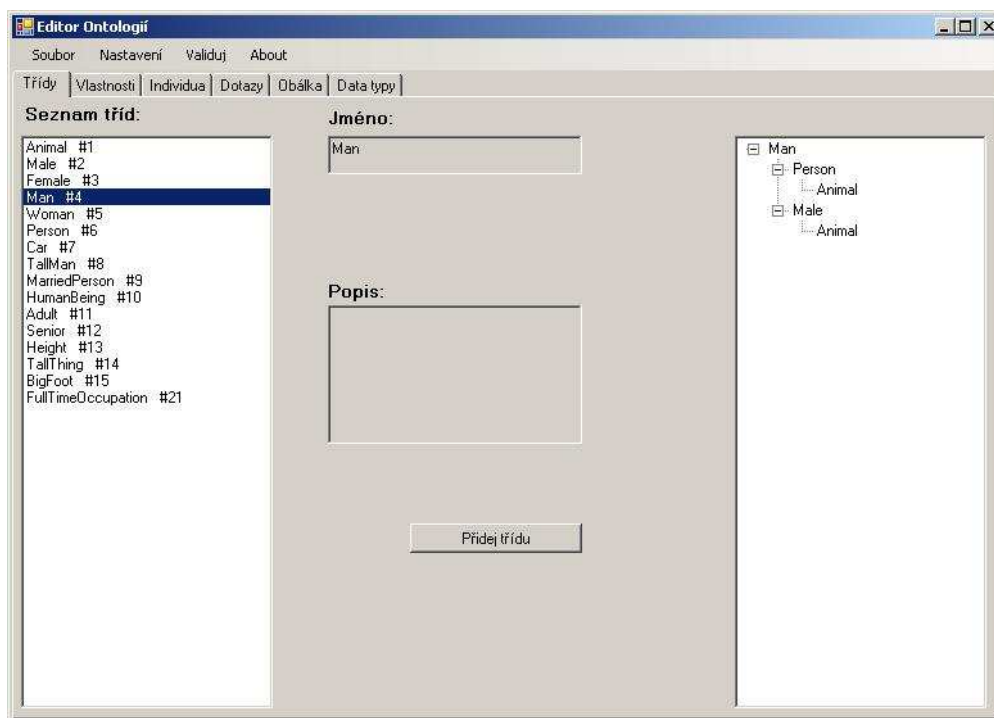 Editor Ontologií
Soubor Nastavení Validuj About
Třídy Vlastnosti Individua Dotazy Obálka Data typy
Seznam tříd:
Animal #1
Male #2
Female #3
Man #4
Woman #5
Person #6
Car #7
TallMan #8
MarriedPerson #9
HumanBeing #10
Adult #11
Senior #12
Height #13
TallThing #14
BigFoot #15
FullTimeOccupation #21
Jméno:
Man
Popis:
Přidej třídu
Man
Person
Animal
Male
Animal